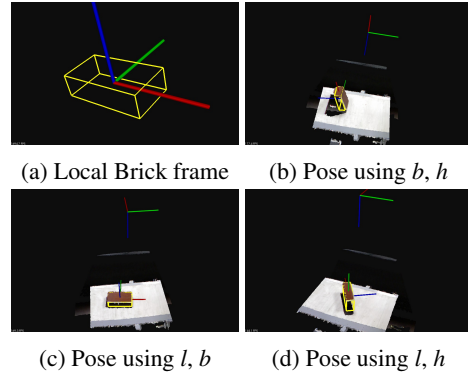 (a) Local Brick frame
(b) Pose using b, h
(c) Pose using l, b
(d) Pose using l, h